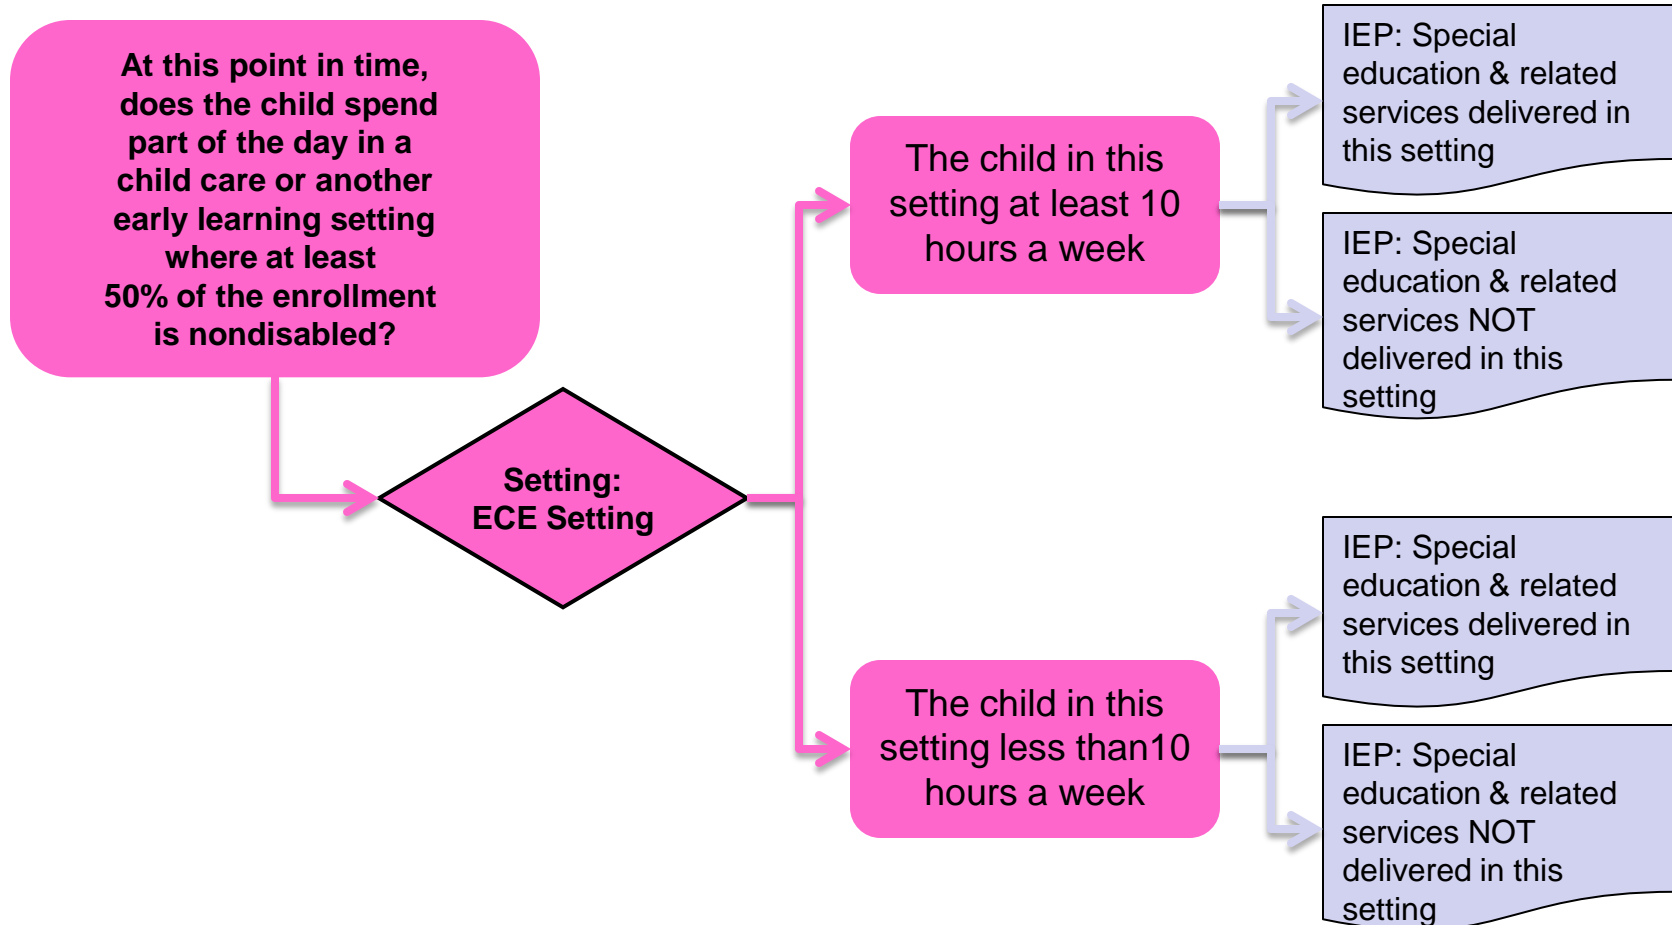 At this point in time,
does the child spend
part of the day in a
child care or another
early learning setting
where at least
50% of the enrollment
is nondisabled?
Setting:
ECE Setting
The child in this
setting at least 10
hours a week
IEP: Special
education & related
services delivered in
this setting
IEP: Special
education & related
services NOT
delivered in this
setting
The child in this
setting less than10
hours a week
IEP: Special
education & related
services delivered in
this setting
IEP: Special
education & related
services NOT
delivered in this
setting